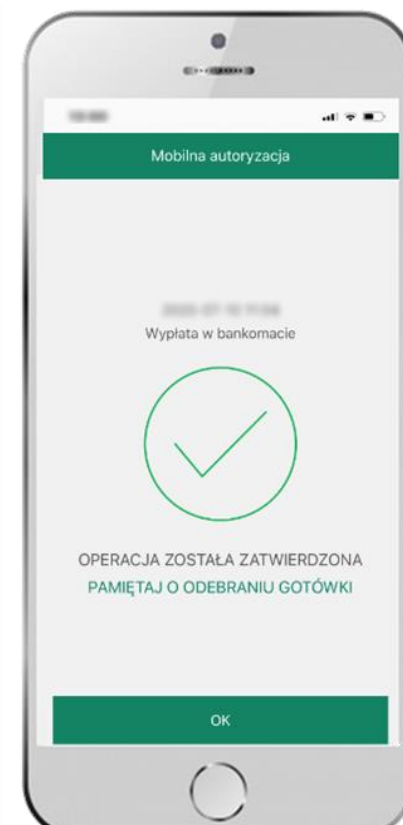 Mobilna autoryzacja
Wypłata w bankomacie
OPERACJA ZOSTAŁA ZATWIERDZONA
PAMIĘTAJ O ODEBRANIU GOTÓWKI
OK